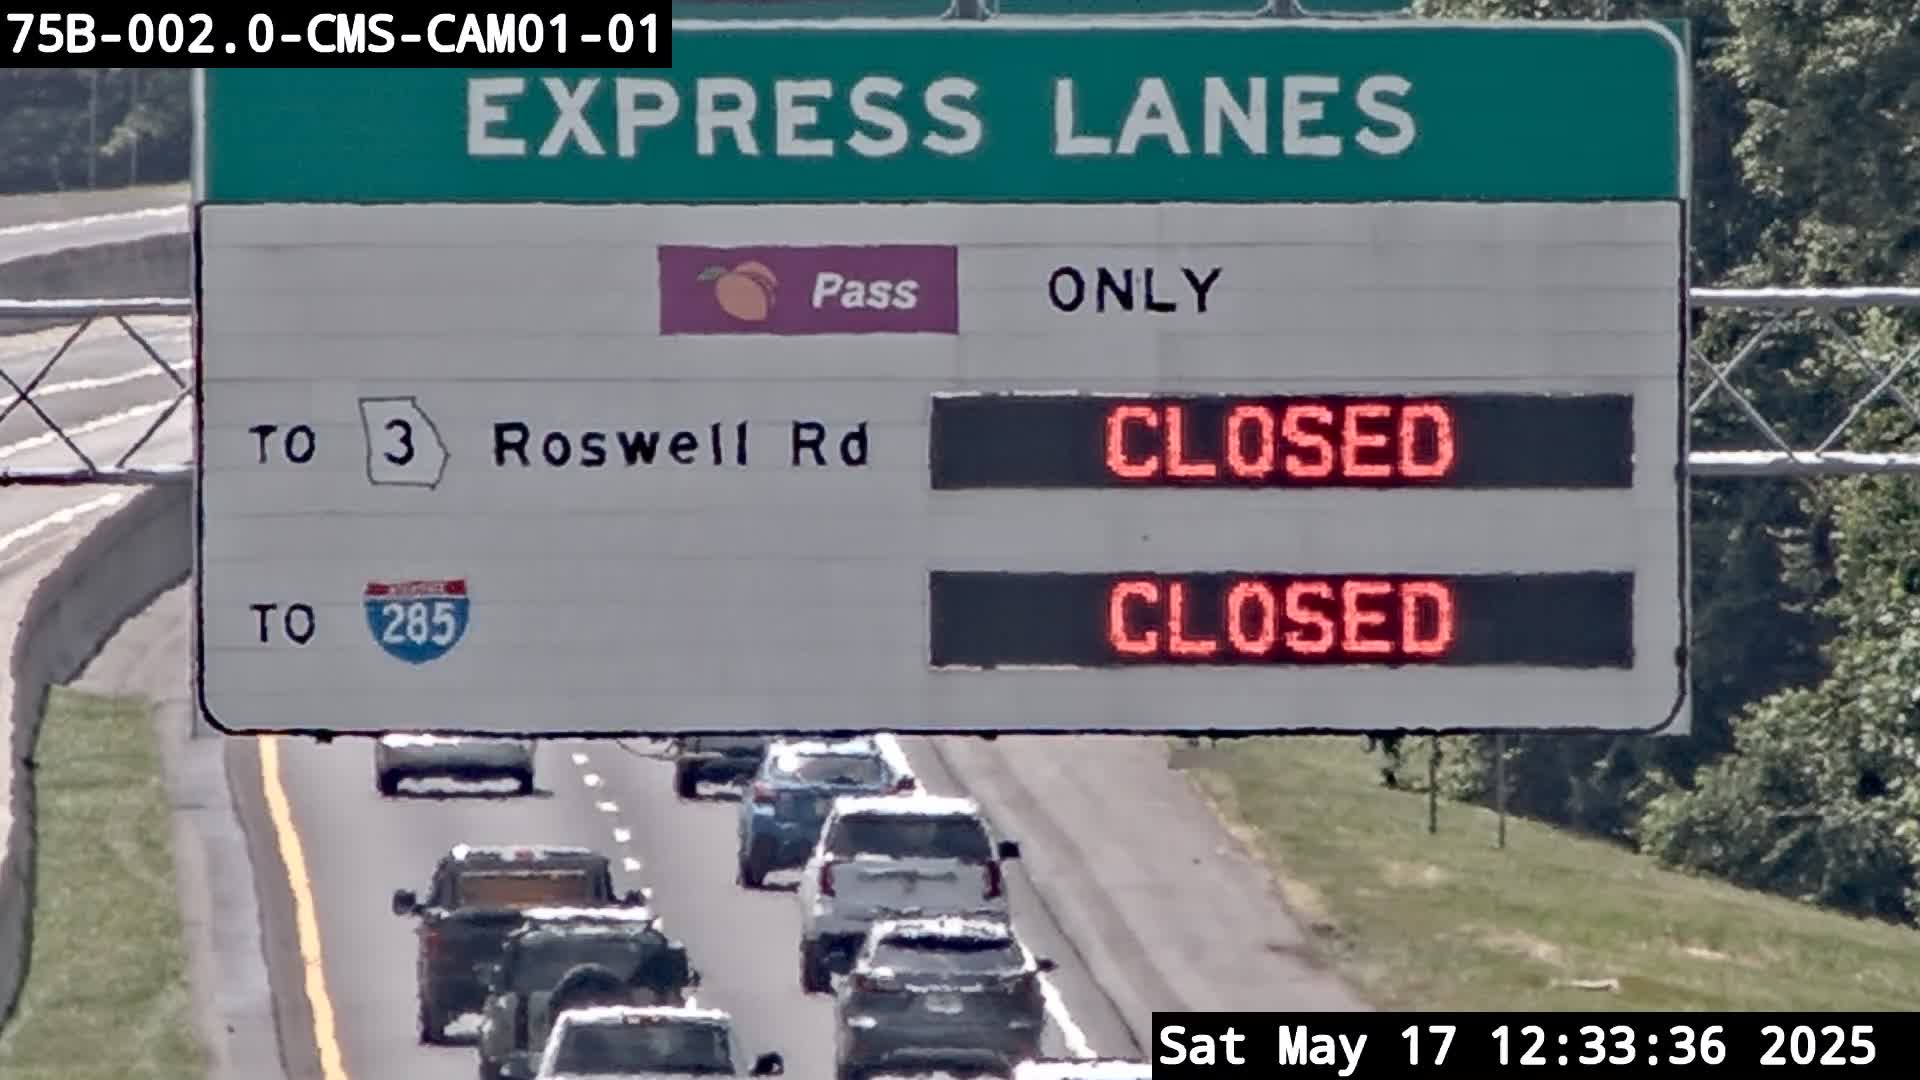 75B-002.0-CMS-CAM01-01
EXPRESS LANES
Pass ONLY
TO 3 Roswell Rd CLOSED
TO 285 CLOSED
Sat May 17 12:33:36 2025